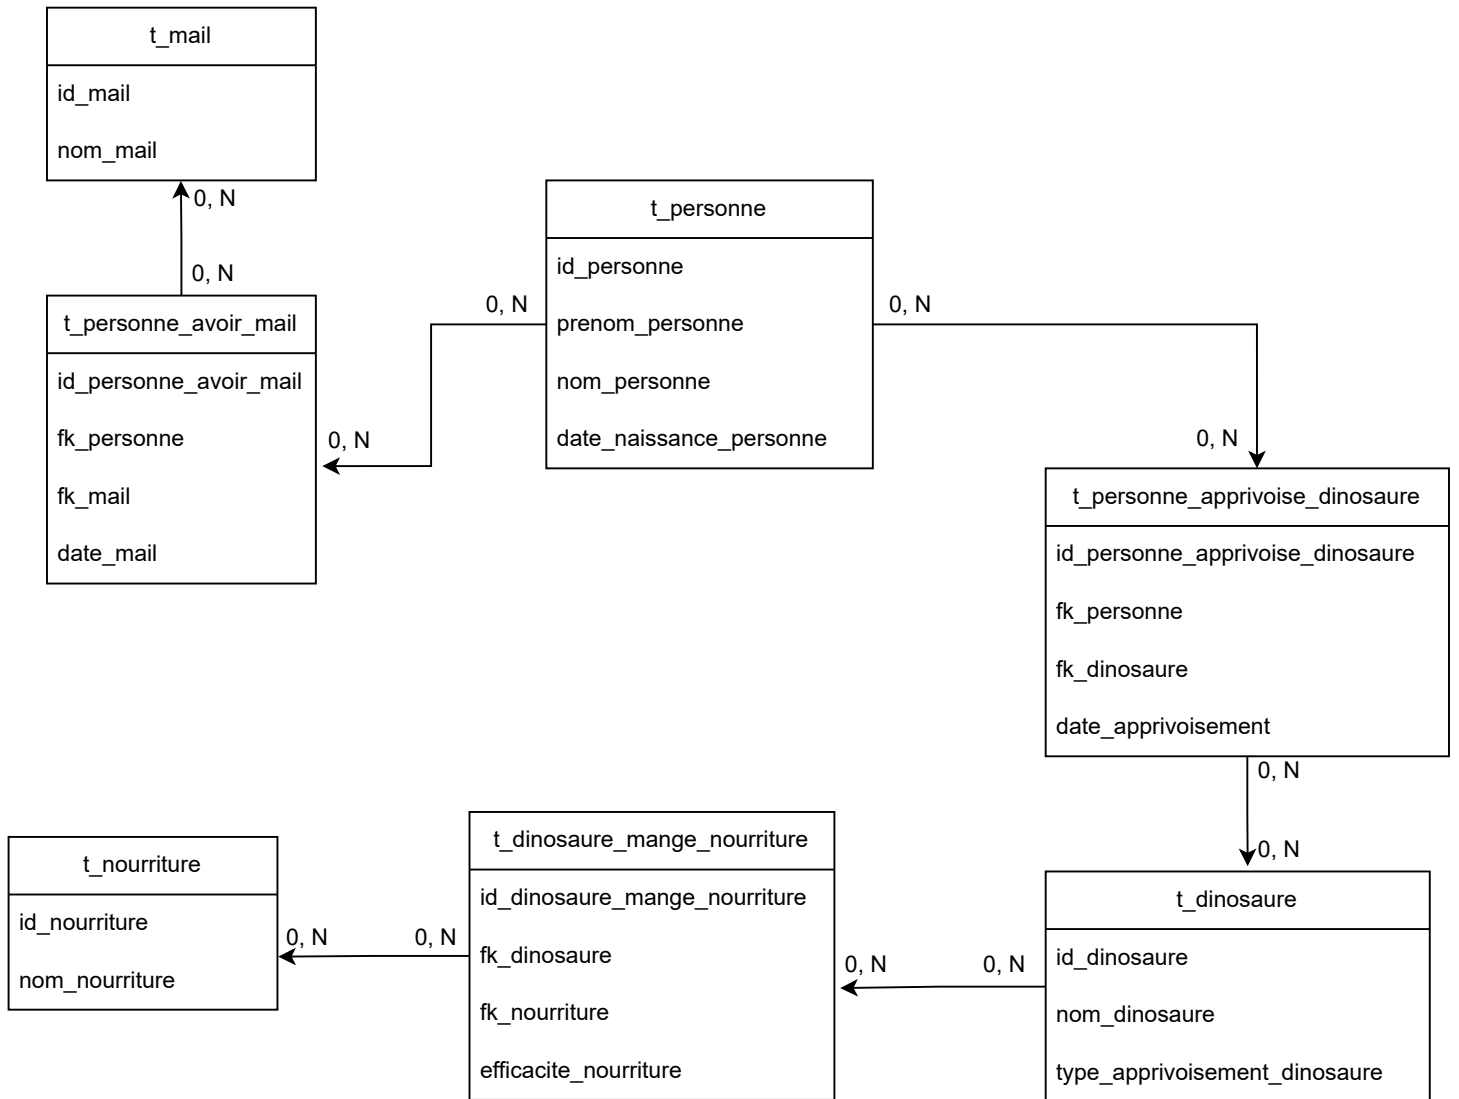 t_mail
id_mail
nom_mail
0, N
0, N
t_personne_avoir_mail
id_personne_avoir_mail
fk_personne
fk_mail
date_mail
0, N
0, N
t_personne
id_personne
prenom_personne
nom_personne
date_naissance_personne
0, N
0, N
t_personne_apprivoise_dinosaure
id_personne_apprivoise_dinosaure
fk_personne
fk_dinosaure
date_apprivoisement
0, N
0, N
t_dinosaure
id_dinosaure
nom_dinosaure
type_apprivoisement_dinosaure
0, N
0, N
t_dinosaure_mange_nourriture
id_dinosaure_mange_nourriture
fk_dinosaure
fk_nourriture
efficacite_nourriture
0, N
0, N
t_nourriture
id_nourriture
nom_nourriture